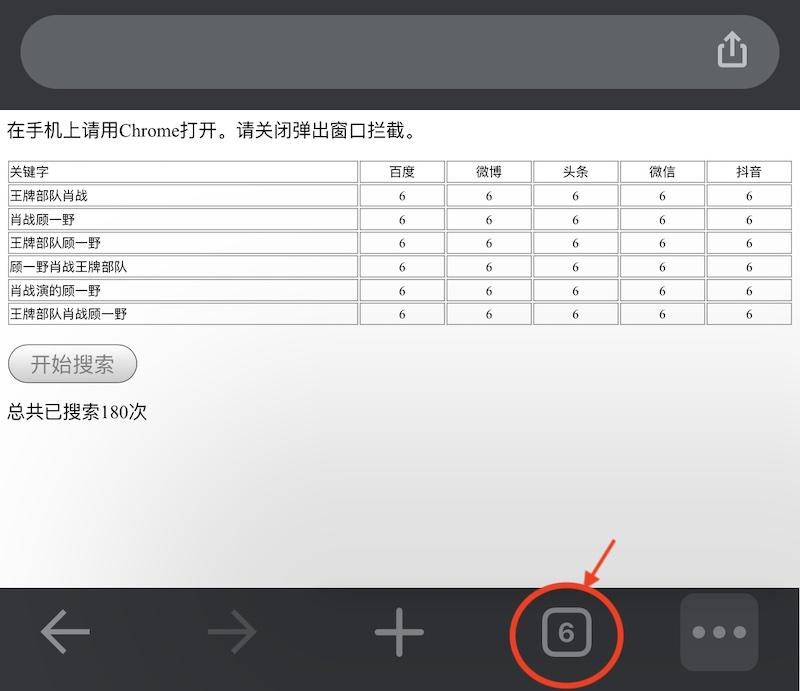 在手机上请用Chrome打开。请关闭弹出窗口拦截。
关键字 百度 微博 头条 微信 抖音
王牌部队肖战 6 6 6 6 6
肖战顾一野 6 6 6 6 6
王牌部队顾一野 6 6 6 6 6
顾一野肖战王牌部队 6 6 6 6 6
肖战演的顾一野 6 6 6 6 6
王牌部队肖战顾一野 6 6 6 6 6
开始搜索
总共已搜索180次
6